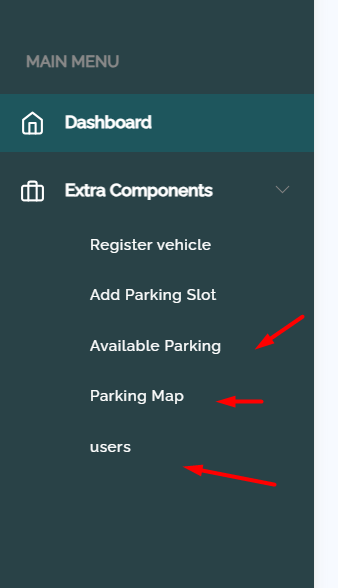 MAIN MENU
Dashboard
Extra Components
Register vehicle
Add Parking Slot
Available Parking
Parking Map
users